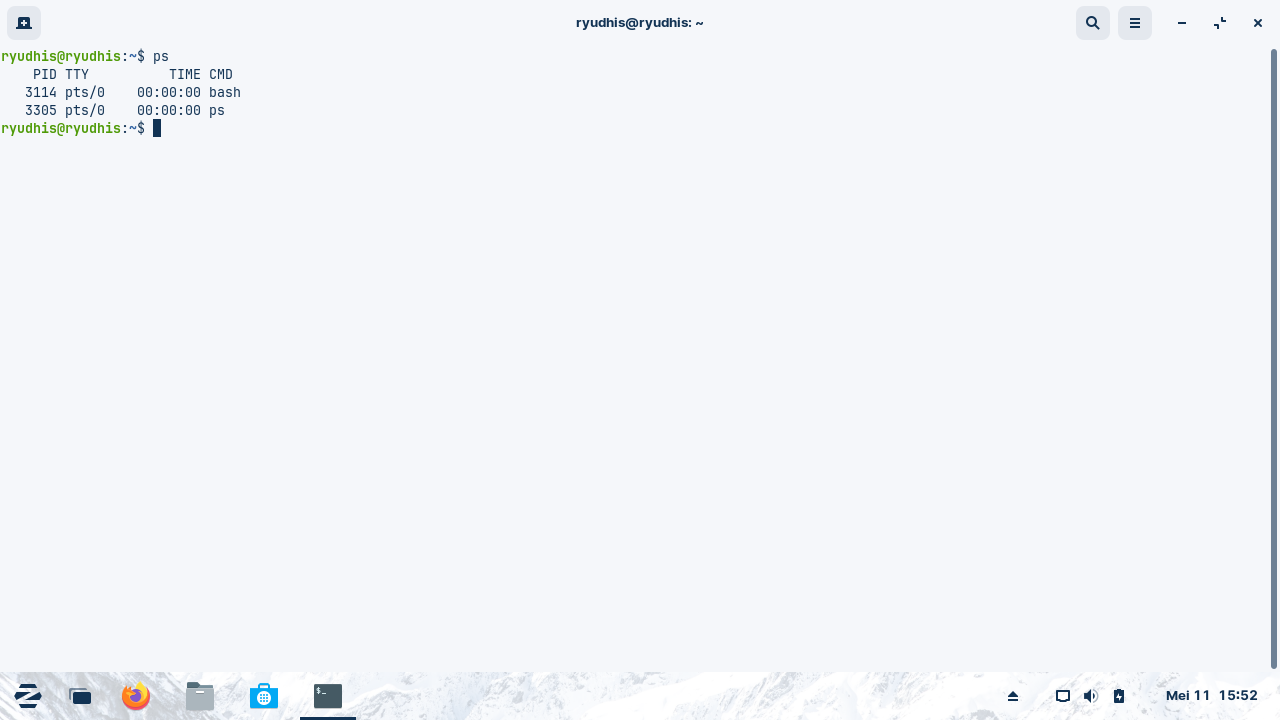 ryudhis@ryudhis: ~
ryudhis@ryudhis:~$ ps
    PID TTY          TIME CMD
   3114 pts/0    00:00:00 bash
   3305 pts/0    00:00:00 ps
ryudhis@ryudhis:~$
$_
Mei 11  15:52